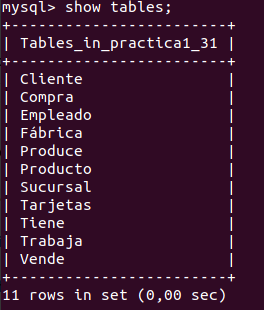 mysql> show tables;
+------------------------+
| Tables_in_practica1_31 |
+------------------------+
| Cliente                |
| Compra                 |
| Empleado               |
| Fábrica                |
| Produce                |
| Producto               |
| Sucursal               |
| Tarjetas               |
| Tiene                  |
| Trabaja                |
| Vende                  |
+------------------------+
11 rows in set (0,00 sec)